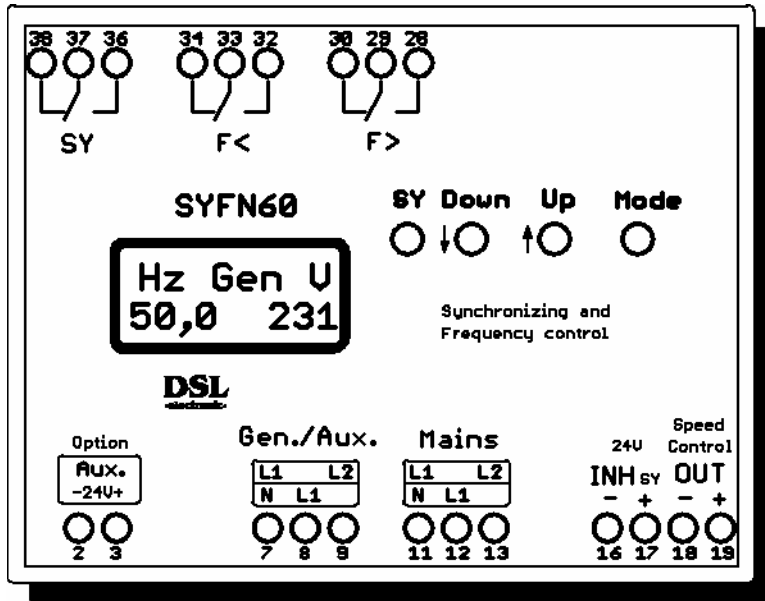 38 37 36 34 33 32 30 29 28
SY F< F>
SYFN60
SY Down Up Mode
Hz Gen V
50,0 231
Synchronizing and
Frequency control
DSL
electronic
Option
Aux.
-24V+
2 3
Gen./Aux.
L1 L2
N L1
7 8 9
Mains
L1 L2
N L1
11 12 13
24V
INH SY
- +
16 17
Speed
Control
OUT
- +
18 19